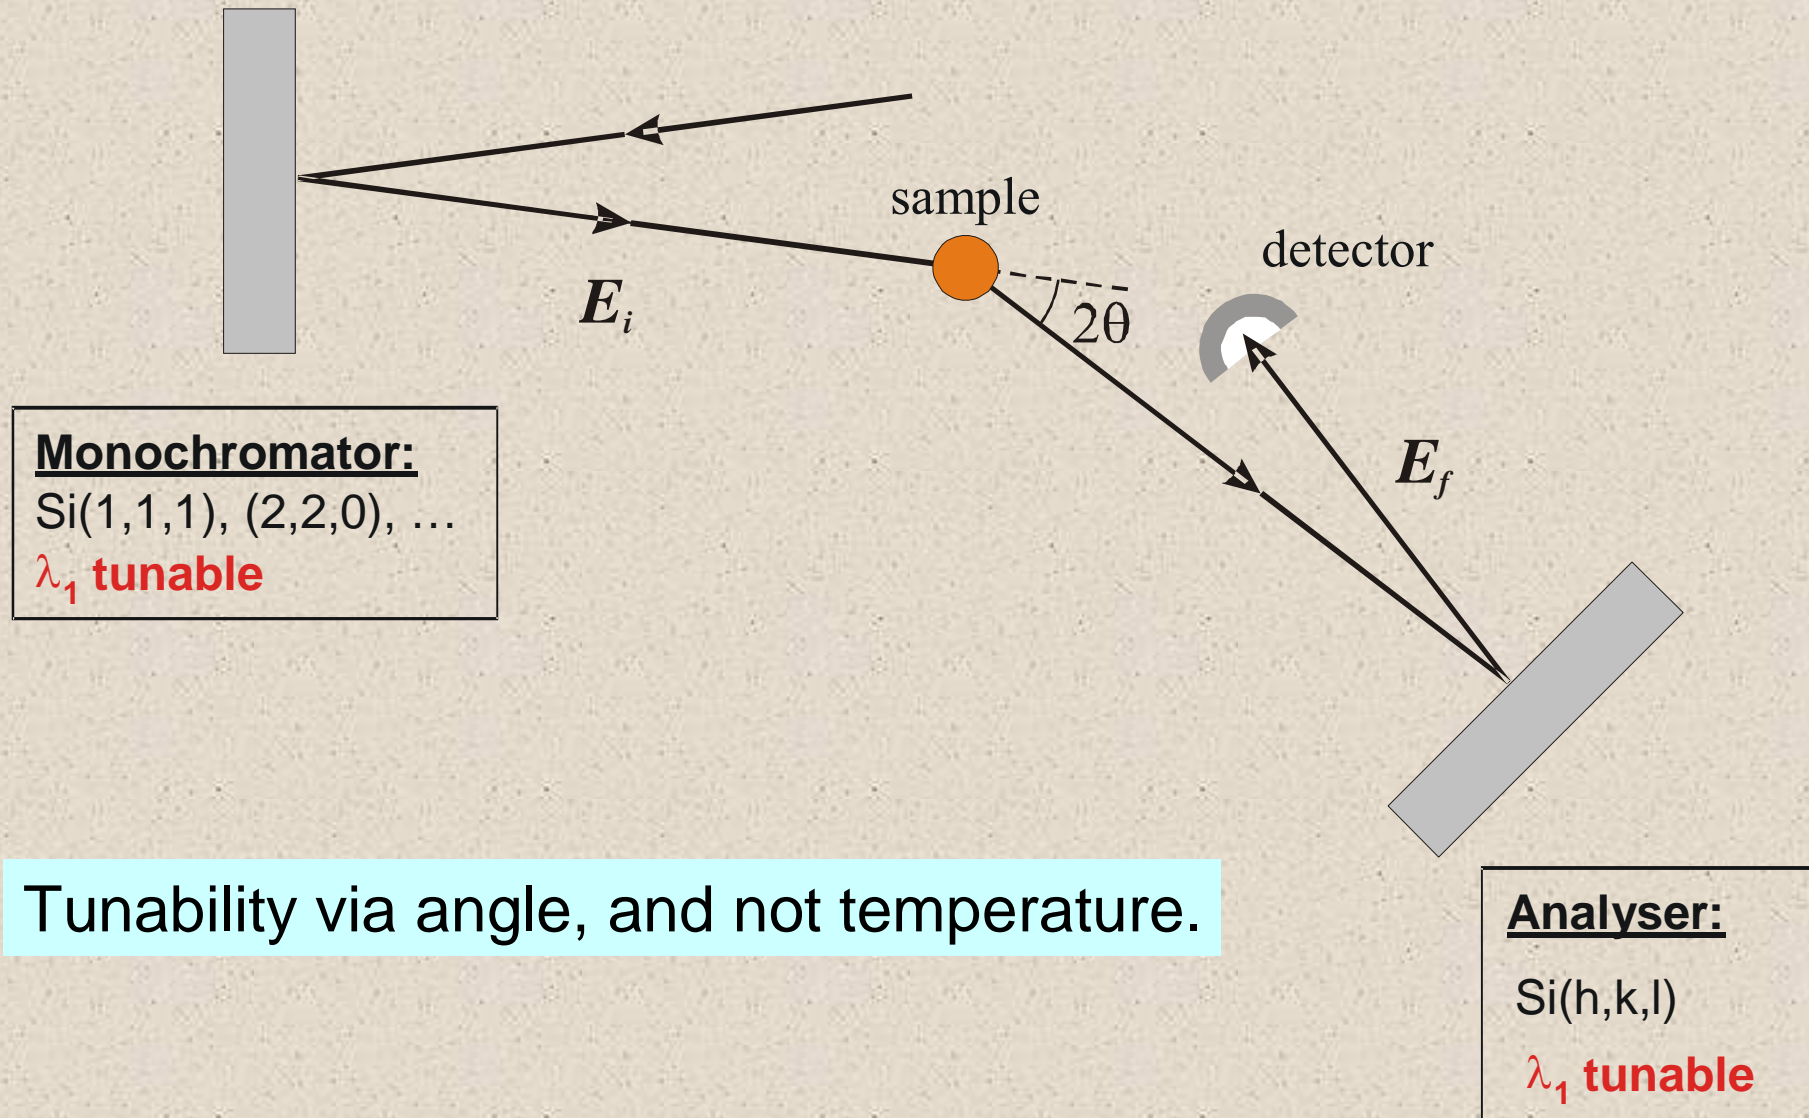 sample
detector
E_i
2θ
E_f
Monochromator:
Si(1,1,1), (2,2,0), …
λ₁ tunable
Tunability via angle, and not temperature.
Analyser:
Si(h,k,l)
λ₁ tunable